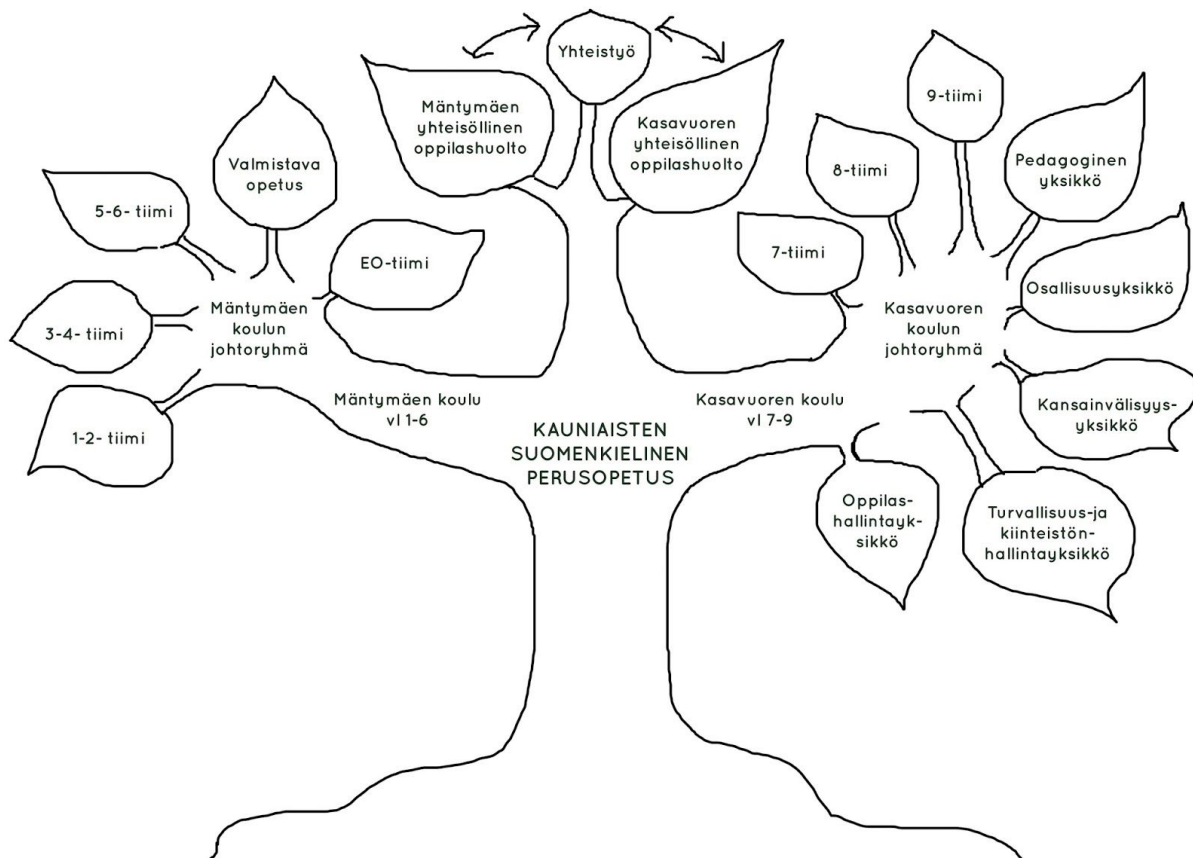 Yhteistyö
Mäntymäen
yhteisöllinen
oppilashuolto
Kasavuoren
yhteisöllinen
oppilashuolto
Valmistava
opetus
5-6- tiimi
EO-tiimi
3-4- tiimi
1-2- tiimi
Mäntymäen
koulun
johtoryhmä
Mäntymäen koulu
vl 1-6
KAUNIAISTEN
SUOMENKIELINEN
PERUSOPETUS
Kasavuoren koulu
vl 7-9
Kasavuoren
koulun
johtoryhmä
7-tiimi
8-tiimi
9-tiimi
Pedagoginen
yksikkö
Osallisuusyksikkö
Kansainvälisyys-
yksikkö
Turvallisuus-ja
kiinteistön-
hallintayksikkö
Oppilas-
hallintayk-
sikkö